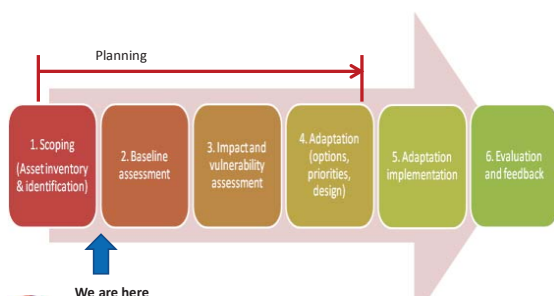 Planning
1. Scoping
(Asset inventory
& identification)
2. Baseline
assessment
3. Impact and
vulnerability
assessment
4. Adaptation
(options,
priorities,
design)
5. Adaptation
implementation
6. Evaluation
and feedback
We are here